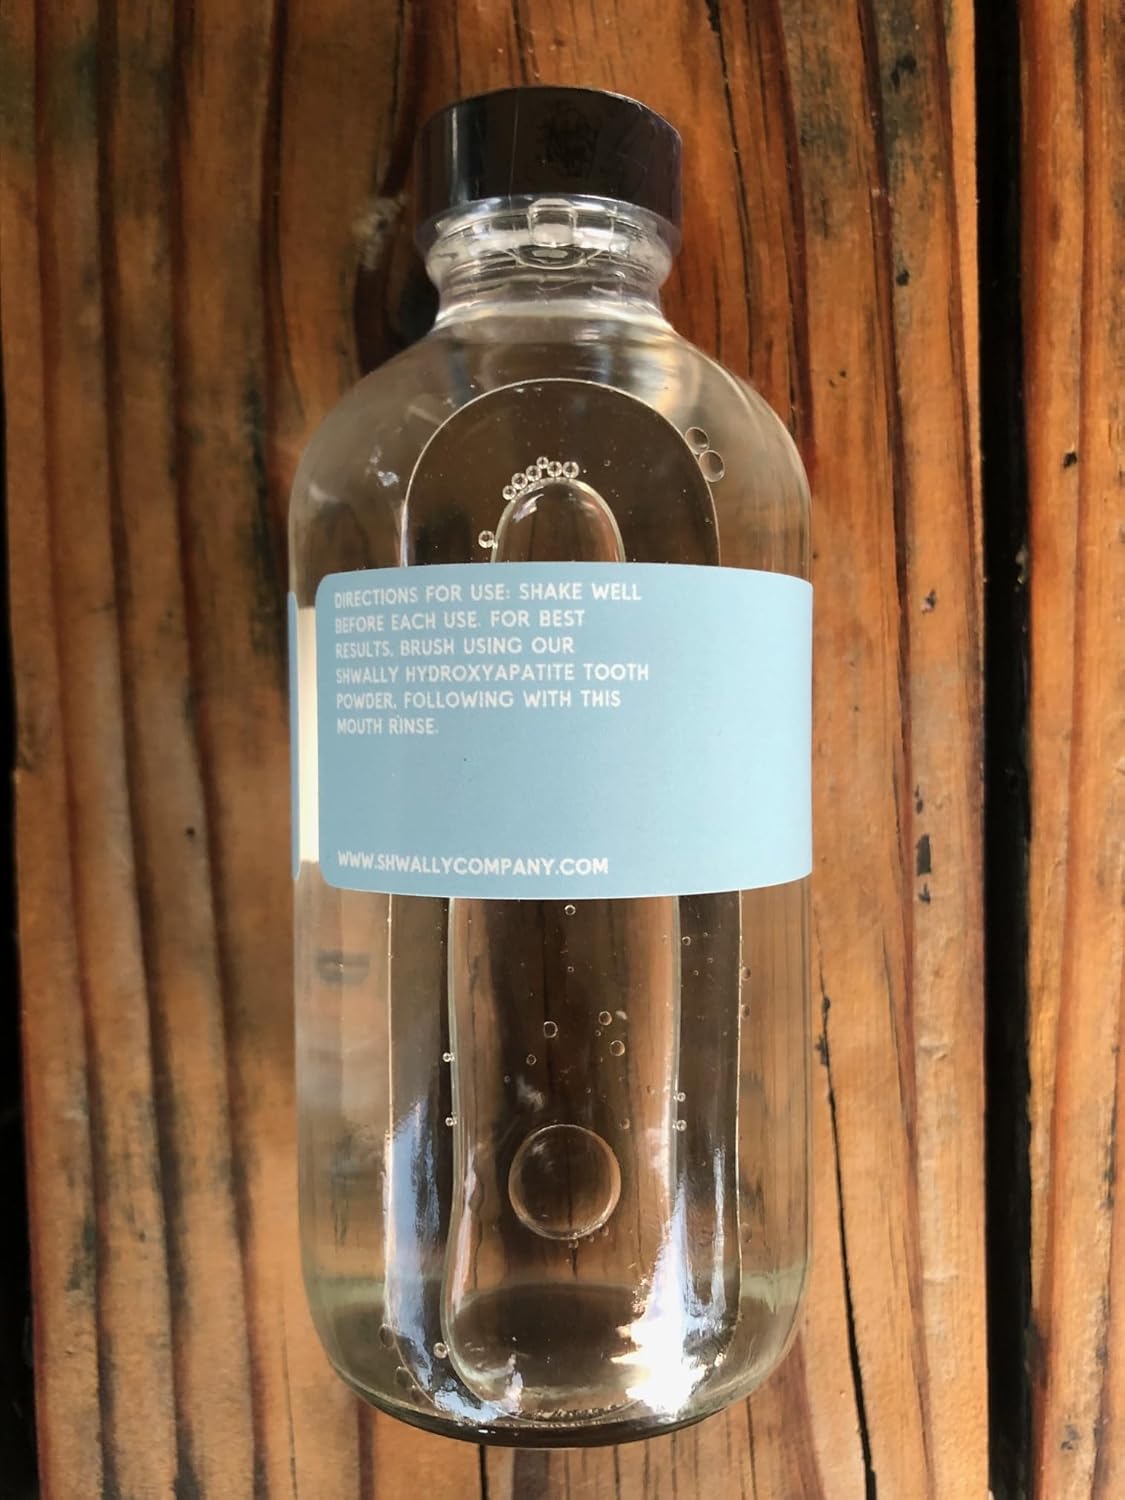 DIRECTIONS FOR USE: SHAKE WELL
BEFORE EACH USE. FOR BEST
RESULTS, BRUSH USING OUR
SHWALLY HYDROXYAPATITE TOOTH
POWDER, FOLLOWING WITH THIS
MOUTH RINSE.
WWW.SHWALLYCOMPANY.COM